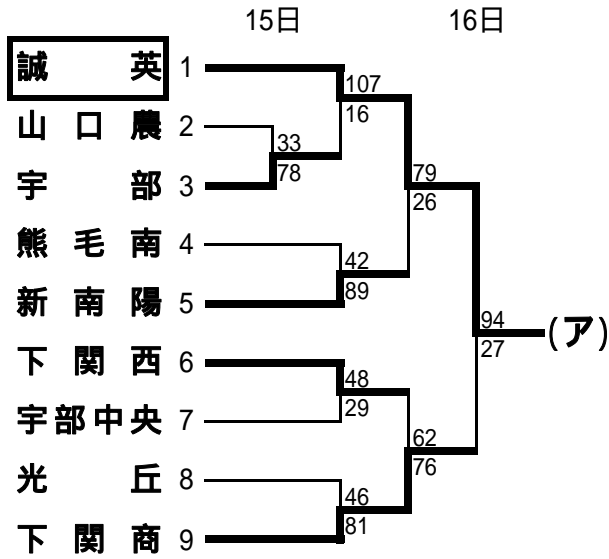 15日 16日
誠英 1
107
16
山口農 2
33
78
宇部 3
79
26
熊毛南 4
42
89
新南陽 5
94
27
(ア)
下関西 6
48
29
宇部中央 7
62
76
光丘 8
46
81
下関商 9